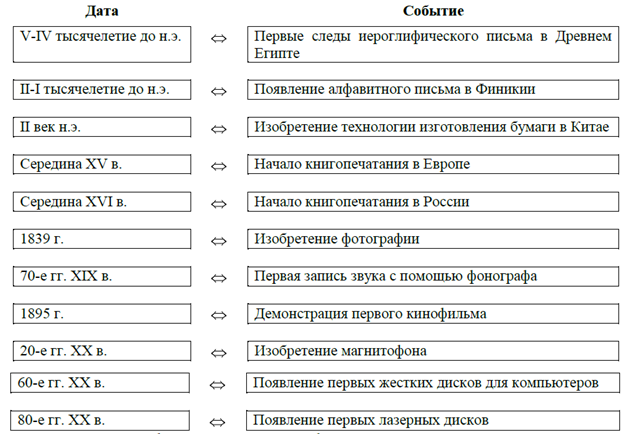 Дата Событие
V-IV тысячелетие до н.э. ⇔ Первые следы иероглифического письма в Древнем
Египте
II-I тысячелетие до н.э. ⇔ Появление алфавитного письма в Финикии
II век н.э. ⇔ Изобретение технологии изготовления бумаги в Китае
Середина XV в. ⇔ Начало книгопечатания в Европе
Середина XVI в. ⇔ Начало книгопечатания в России
1839 г. ⇔ Изобретение фотографии
70-е гг. XIX в. ⇔ Первая запись звука с помощью фонографа
1895 г. ⇔ Демонстрация первого кинофильма
20-е гг. XX в. ⇔ Изобретение магнитофона
60-е гг. XX в. ⇔ Появление первых жестких дисков для компьютеров
80-е гг. XX в. ⇔ Появление первых лазерных дисков